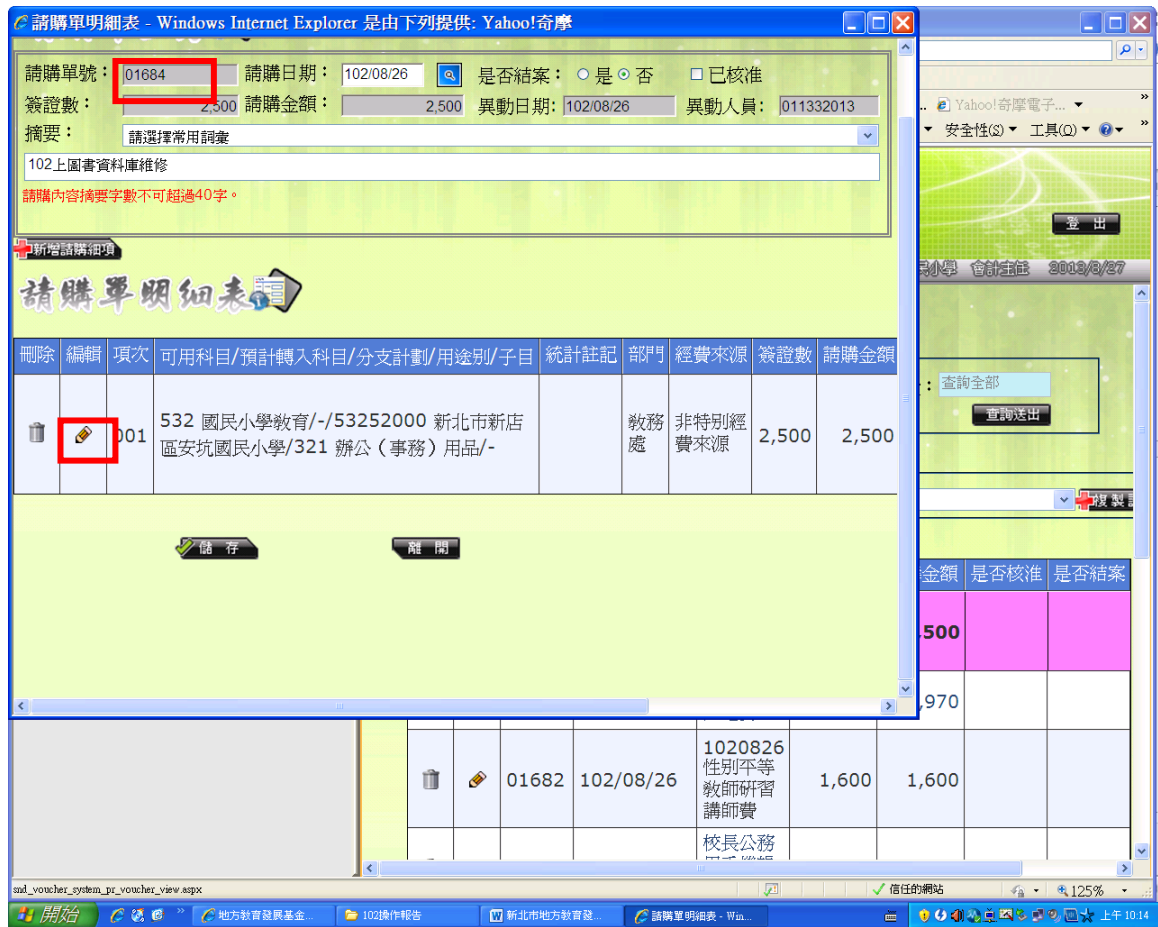 請購單明細表 - Windows Internet Explorer 是由下列提供: Yahoo!奇摩
請購單號： 01684 請購日期： 102/08/26 是否結案： 是 否 已核准
簽證數： 2,500 請購金額： 2,500 異動日期: 102/08/26 異動人員: 011332013
摘要： 請選擇常用詞彙
102上圖書資料庫維修
請購內容摘要字數不可超過40字。
新增請購細項
請購單明細表
刪除 編輯 項次 可用科目/預計轉入科目/分支計劃/用途別/子目 統計註記 部門 經費來源 簽證數 請購金額
001 532 國民小學教育/-/53252000 新北市新店
區安坑國民小學/321 辦公（事務）用品/-
教務
處
非特別經
費來源
2,500 2,500
儲 存 離 開
.. Yahoo!奇摩電子... ▼ »
▼ 安全性(S) ▼ 工具(O) ▼ »
登 出
會計主任 2013/8/27
：查詢全部
查詢送出
複製
金額 是否核准 是否結案
,500
,970
01682 102/08/26
1020826
性別平等
教師研習
講師費
1,600 1,600
校長公務
snd_voucher_system_pr_voucher_view.aspx 信任的網站 125%
開始 » 地方教育發展基金... 102操作手報告 新北市地方教育發... 請購單明細表 - Win... 上午 10:14